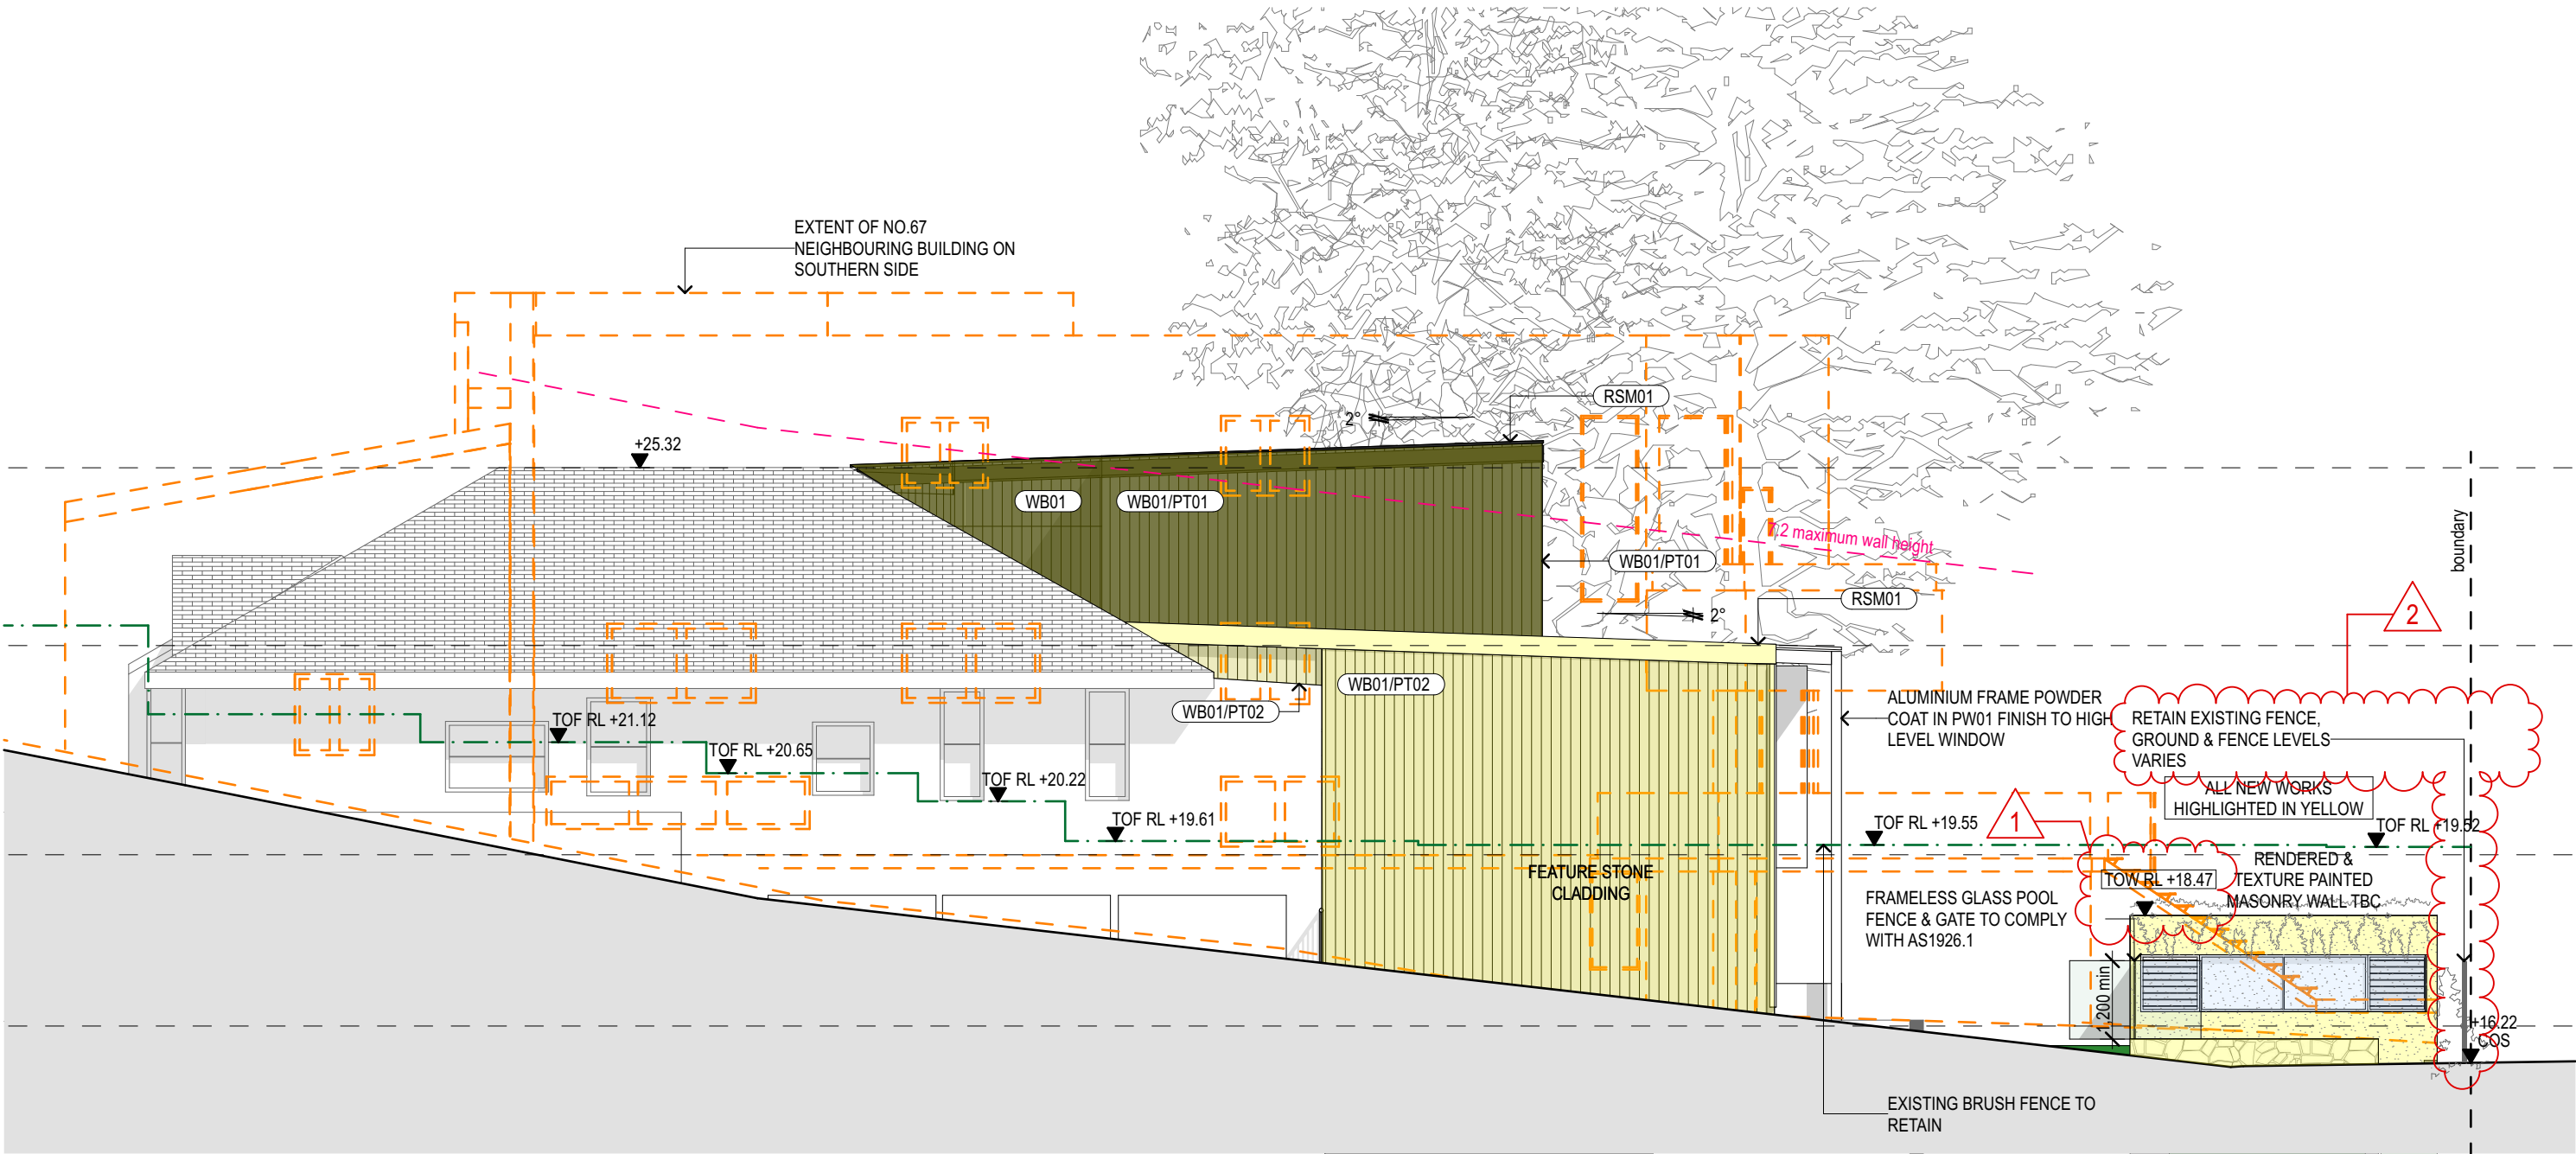 EXTENT OF NO.67
NEIGHBOURING BUILDING ON
SOUTHERN SIDE
+25.32
2°
RSM01
WB01
WB01/PT01
7.2 maximum wall height
WB01/PT01
RSM01
2°
boundary
2
WB01/PT02
WB01/PT02
ALUMINIUM FRAME POWDER
COAT IN PW01 FINISH TO HIGH
LEVEL WINDOW
RETAIN EXISTING FENCE,
GROUND & FENCE LEVELS
VARIES
ALL NEW WORKS
HIGHLIGHTED IN YELLOW
TOF RL +21.12
TOF RL +20.65
TOF RL +20.22
TOF RL +19.61
TOF RL +19.55
1
TOF RL +19.52
FEATURE STONE
CLADDING
FRAMELESS GLASS POOL
FENCE & GATE TO COMPLY
WITH AS1926.1
TOW RL +18.47
RENDERED &
TEXTURE PAINTED
MASONRY WALL TBC
1,200 min
+16.22
COS
EXISTING BRUSH FENCE TO
RETAIN